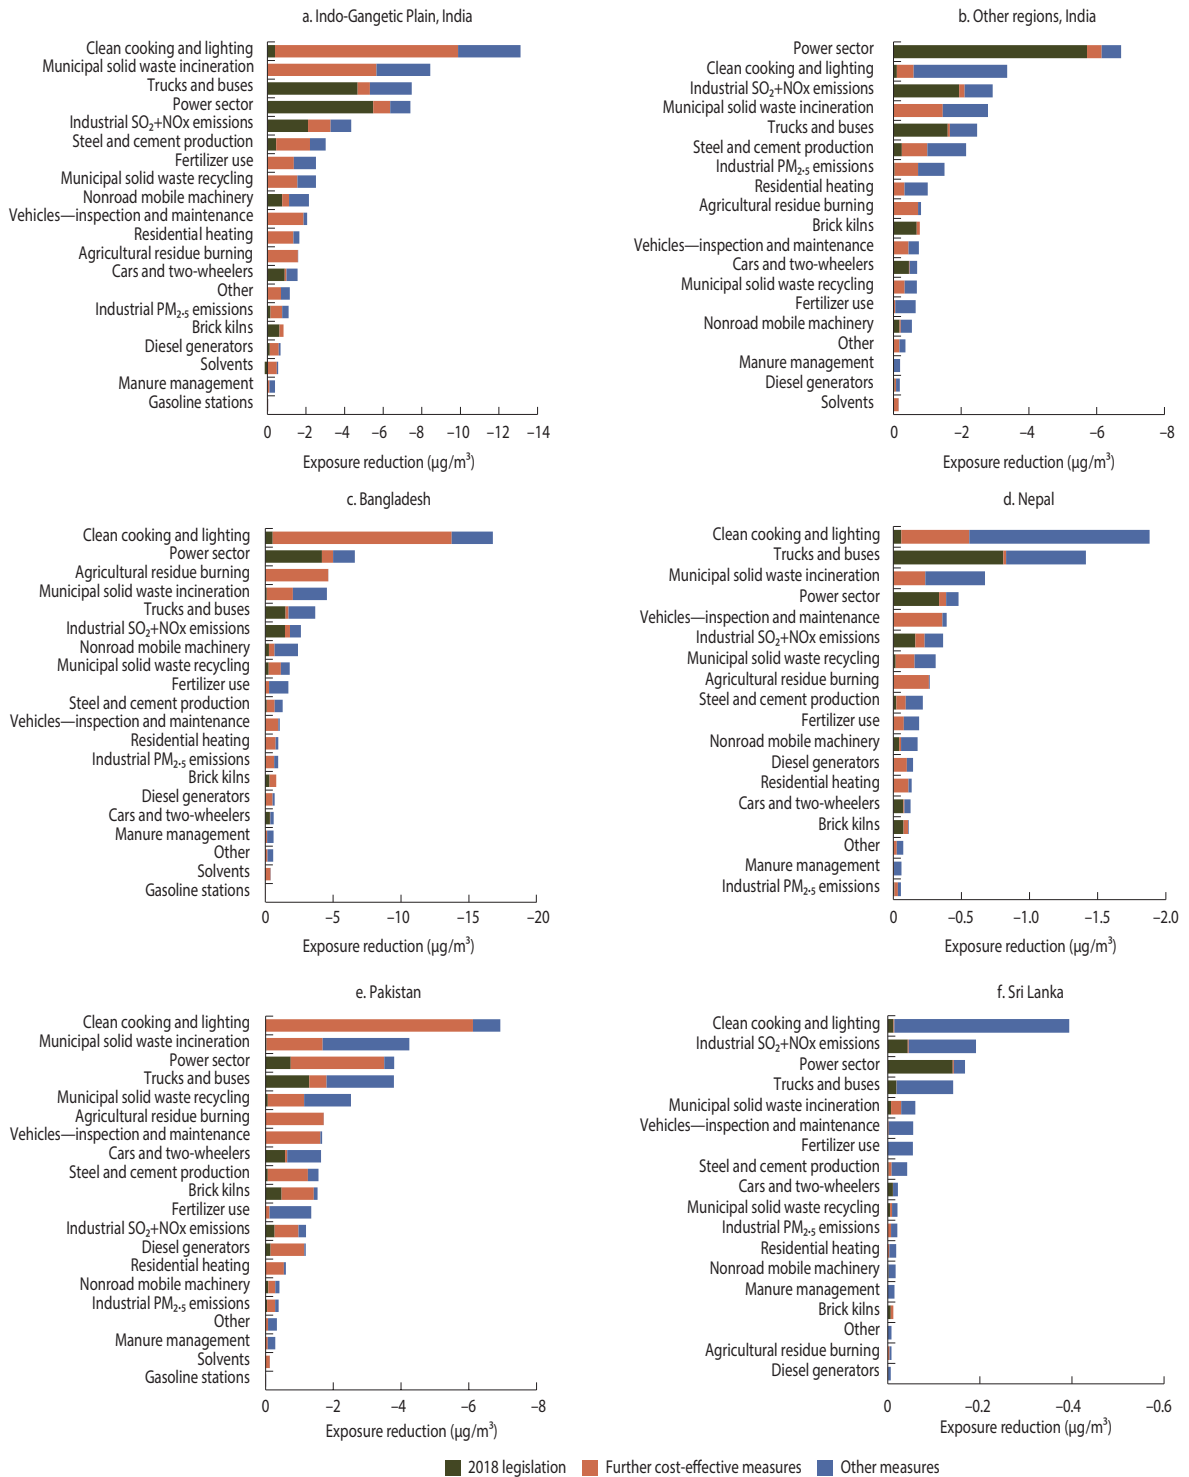 a. Indo-Gangetic Plain, India
Clean cooking and lighting
Municipal solid waste incineration
Trucks and buses
Power sector
Industrial SO₂+NOx emissions
Steel and cement production
Fertilizer use
Municipal solid waste recycling
Nonroad mobile machinery
Vehicles—inspection and maintenance
Residential heating
Agricultural residue burning
Cars and two-wheelers
Other
Industrial PM₂.₅ emissions
Brick kilns
Diesel generators
Solvents
Manure management
Gasoline stations
0 –2 –4 –6 –8 –10 –12 –14
Exposure reduction (µg/m³)
b. Other regions, India
Power sector
Clean cooking and lighting
Industrial SO₂+NOx emissions
Municipal solid waste incineration
Trucks and buses
Steel and cement production
Industrial PM₂.₅ emissions
Residential heating
Agricultural residue burning
Brick kilns
Vehicles—inspection and maintenance
Cars and two-wheelers
Municipal solid waste recycling
Fertilizer use
Nonroad mobile machinery
Other
Manure management
Diesel generators
Solvents
0 –2 –4 –6 –8
Exposure reduction (µg/m³)
c. Bangladesh
Clean cooking and lighting
Power sector
Agricultural residue burning
Municipal solid waste incineration
Trucks and buses
Industrial SO₂+NOx emissions
Nonroad mobile machinery
Municipal solid waste recycling
Fertilizer use
Steel and cement production
Vehicles—inspection and maintenance
Residential heating
Industrial PM₂.₅ emissions
Brick kilns
Diesel generators
Cars and two-wheelers
Manure management
Other
Solvents
Gasoline stations
0 –5 –10 –15 –20
Exposure reduction (µg/m³)
d. Nepal
Clean cooking and lighting
Trucks and buses
Municipal solid waste incineration
Power sector
Vehicles—inspection and maintenance
Industrial SO₂+NOx emissions
Municipal solid waste recycling
Agricultural residue burning
Steel and cement production
Fertilizer use
Nonroad mobile machinery
Diesel generators
Residential heating
Cars and two-wheelers
Brick kilns
Other
Manure management
Industrial PM₂.₅ emissions
0 –0.5 –1.0 –1.5 –2.0
Exposure reduction (µg/m³)
e. Pakistan
Clean cooking and lighting
Municipal solid waste incineration
Power sector
Trucks and buses
Municipal solid waste recycling
Agricultural residue burning
Vehicles—inspection and maintenance
Cars and two-wheelers
Steel and cement production
Brick kilns
Fertilizer use
Industrial SO₂+NOx emissions
Diesel generators
Residential heating
Nonroad mobile machinery
Industrial PM₂.₅ emissions
Other
Manure management
Solvents
Gasoline stations
0 –2 –4 –6 –8
Exposure reduction (µg/m³)
f. Sri Lanka
Clean cooking and lighting
Industrial SO₂+NOx emissions
Power sector
Trucks and buses
Municipal solid waste incineration
Vehicles—inspection and maintenance
Fertilizer use
Steel and cement production
Cars and two-wheelers
Municipal solid waste recycling
Industrial PM₂.₅ emissions
Residential heating
Nonroad mobile machinery
Manure management
Brick kilns
Other
Agricultural residue burning
Diesel generators
0 –0.2 –0.4 –0.6
Exposure reduction (µg/m³)
2018 legislation Further cost-effective measures Other measures